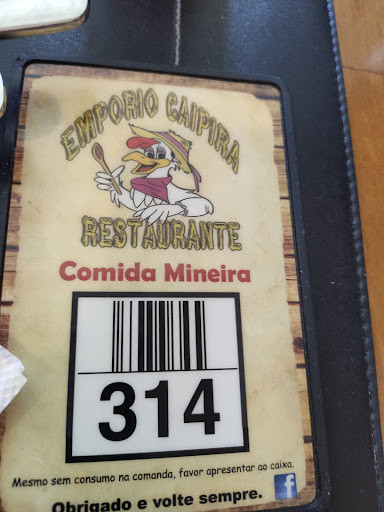 EMPORIO CAIPIRA
RESTAURANTE
Comida Mineira
314
Mesmo sem consumo na comanda, favor apresentar ao caixa.
Obrigado e volte sempre.
f